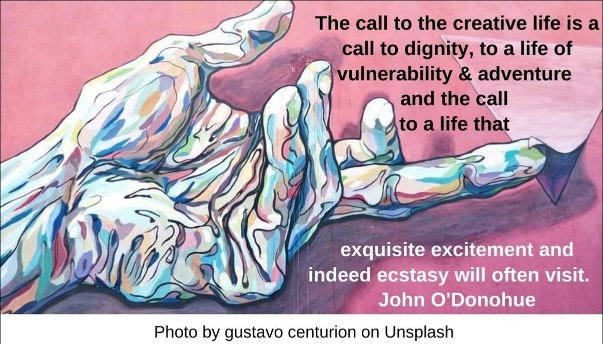 The call to the creative life is a
call to dignity, to a life of
vulnerability & adventure
and the call
to a life that
exquisite excitement and
indeed ecstasy will often visit.
John O'Donohue
Photo by gustavo centurion on Unsplash